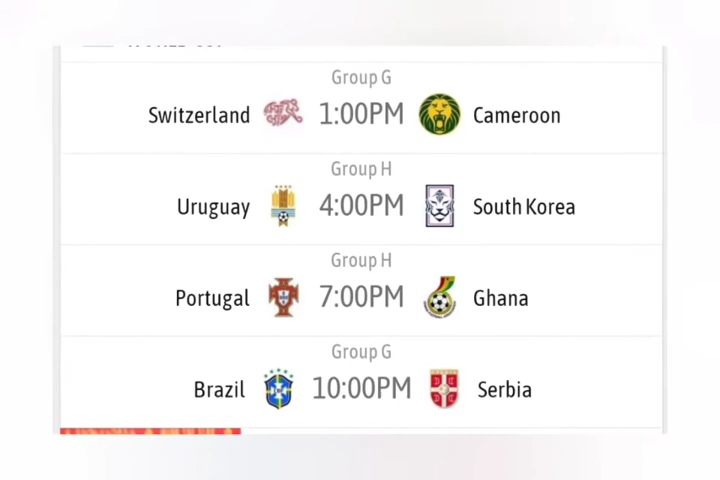 Group G
Switzerland 1:00PM Cameroon
Group H
Uruguay 4:00PM South Korea
Group H
Portugal 7:00PM Ghana
Group G
Brazil 10:00PM Serbia